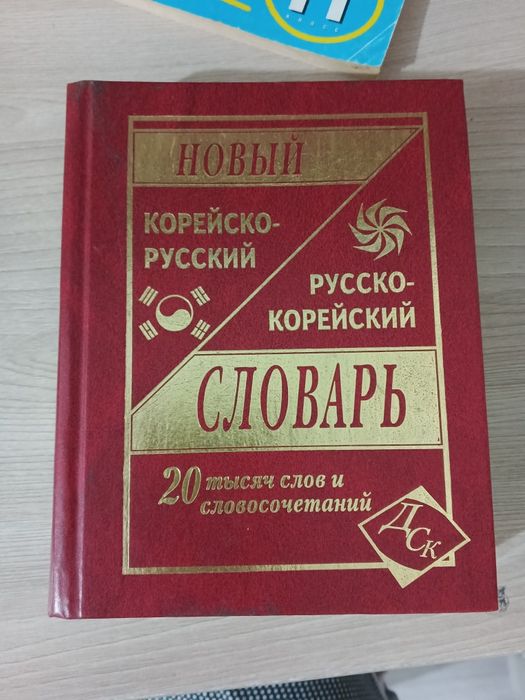 НОВЫЙ
КОРЕЙСКО-
РУССКИЙ
РУССКО-
КОРЕЙСКИЙ
СЛОВАРЬ
20 тысяч слов и
словосочетаний
ДСК